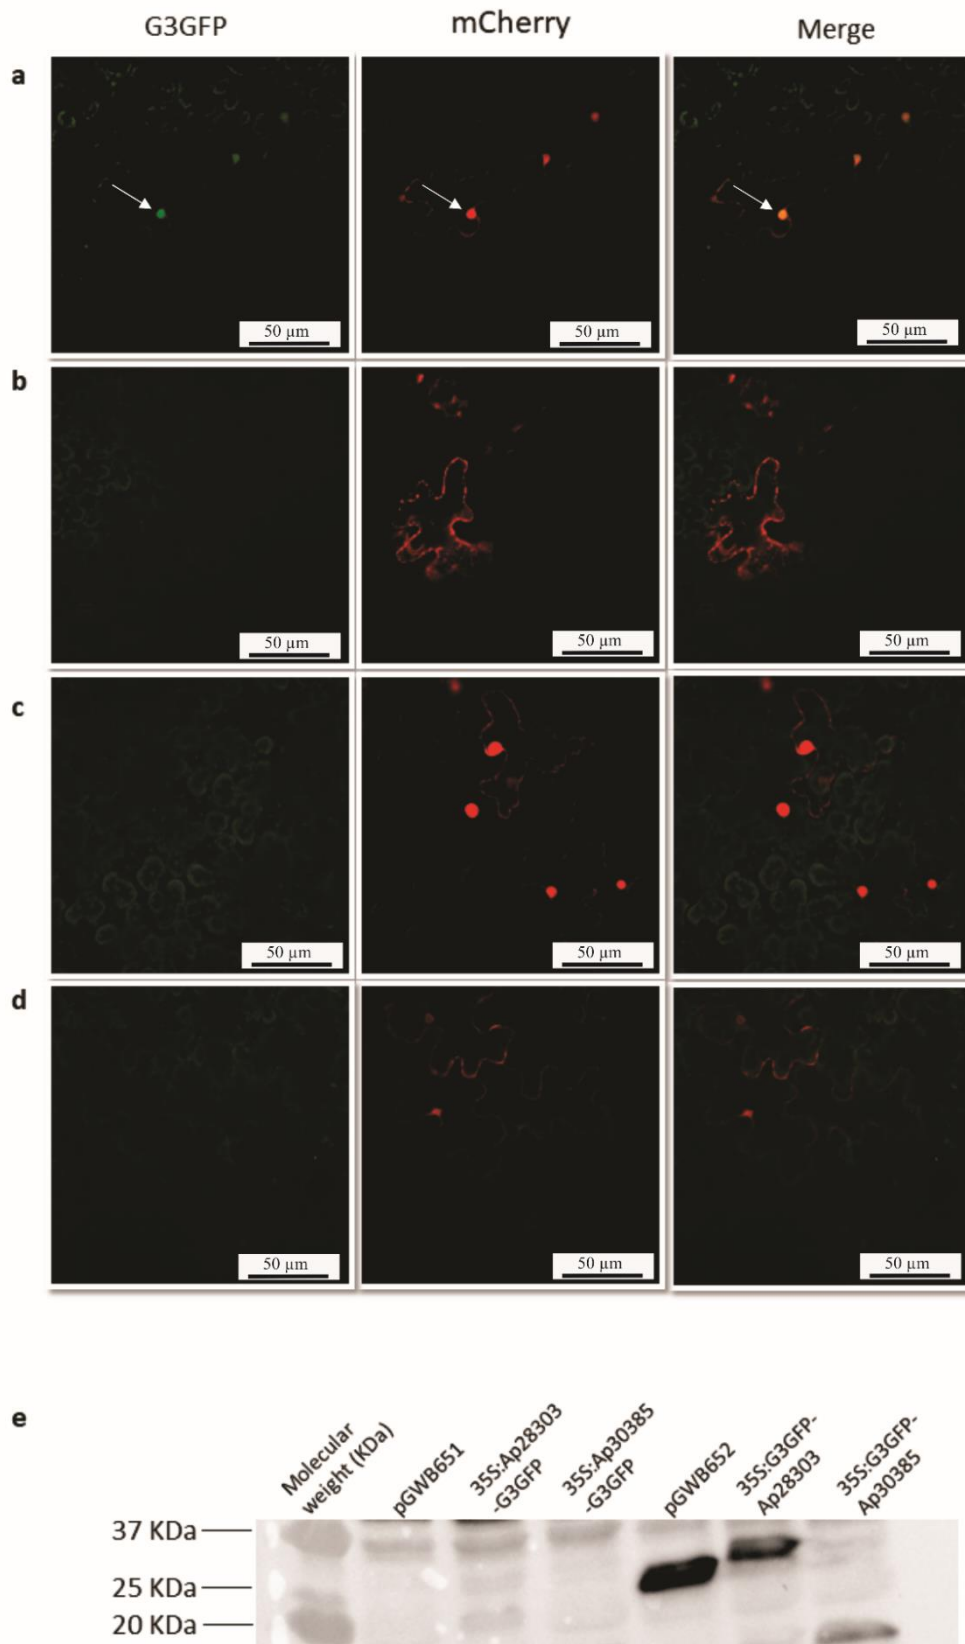 G3GFP mCherry Merge
a
50 µm 50 µm 50 µm
b
50 µm 50 µm 50 µm
c
50 µm 50 µm 50 µm
d
50 µm 50 µm 50 µm
e
Molecular
weight (KDa)
pGWB651
35S:Ap28303
-G3GFP
35S:Ap30385
-G3GFP
pGWB652
35S:G3GFP-
Ap28303
35S:G3GFP-
Ap30385
37 KDa
25 KDa
20 KDa